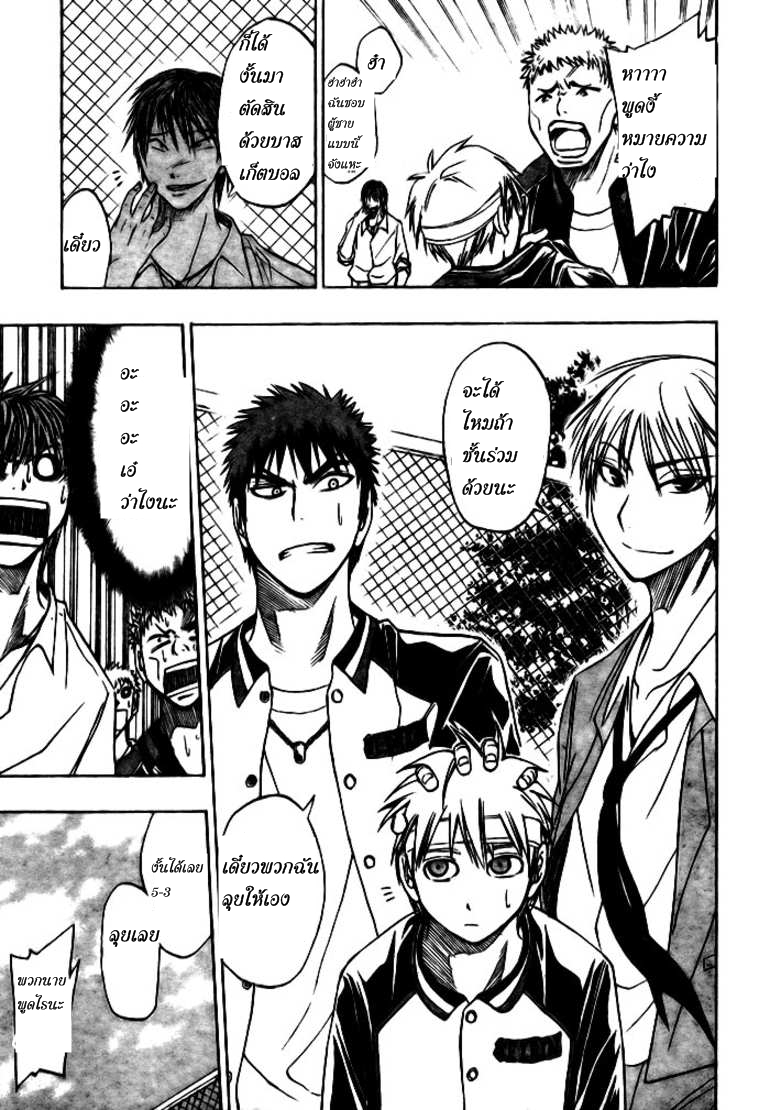 หาาาา
พูดงี้
หมายความ
ว่าไง
ฮ่า
ฮ่าฮ่าฮ่า
ฉันชอบ
ผู้ชาย
แบบนี้
จังแหะ
ก็ได้
งั้นมา
ตัดสิน
ด้วยบาส
เก็ตบอล
เดี๋ยว
จะได้
ไหมถ้า
ชั้นร่วม
ด้วยนะ
อะ
อะ
อะ
เอ๋
ว่าไงนะ
เดี๋ยวพวกฉัน
ลุยให้เอง
งั้นได้เลย
5-3
ลุยเลย
พวกนาย
พูดไรนะ